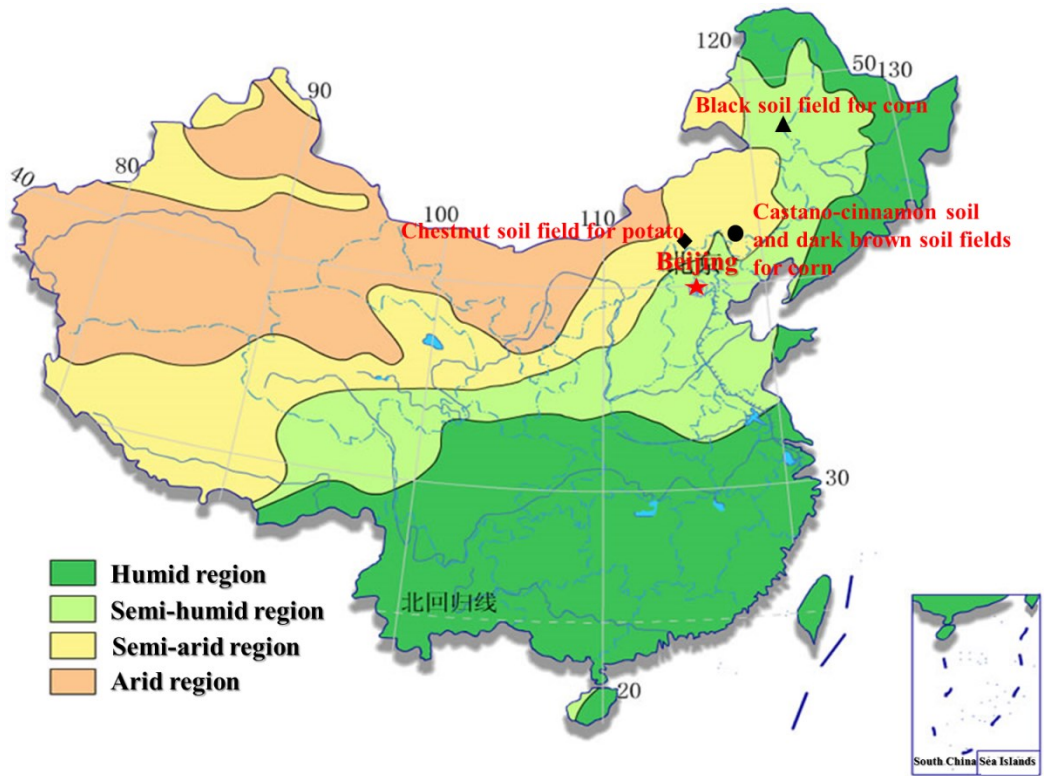 120
50
130
90
Black soil field for corn
80
40
100
110
Castano-cinnamon soil
and dark brown soil fields
for corn
Chestnut soil field for potato
Beijing
北京
30
Humid region
Semi-humid region
Semi-arid region
Arid region
北回归线
20
South China Sea Islands